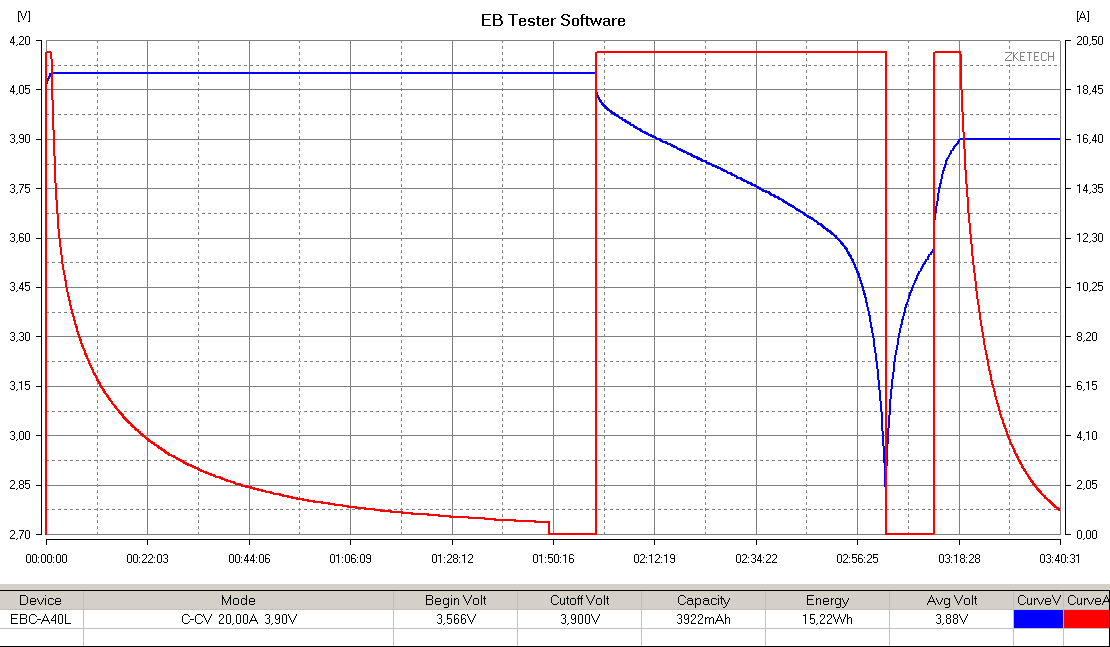 [V] EB Tester Software [A]
4,20 20,50
ZKETECH
4,05 18,45
3,90 16,40
3,75 14,35
3,60 12,30
3,45 10,25
3,30 8,20
3,15 6,15
3,00 4,10
2,85 2,05
2,70 0,00
00:00:00 00:22:03 00:44:06 01:06:09 01:28:12 01:50:16 02:12:19 02:34:22 02:56:25 03:18:28 03:40:31
Device Mode Begin Volt Cutoff Volt Capacity Energy Avg Volt CurveV CurveA
EBC-A40L C-CV 20,00A 3,90V 3,566V 3,900V 3922mAh 15,22Wh 3,88V